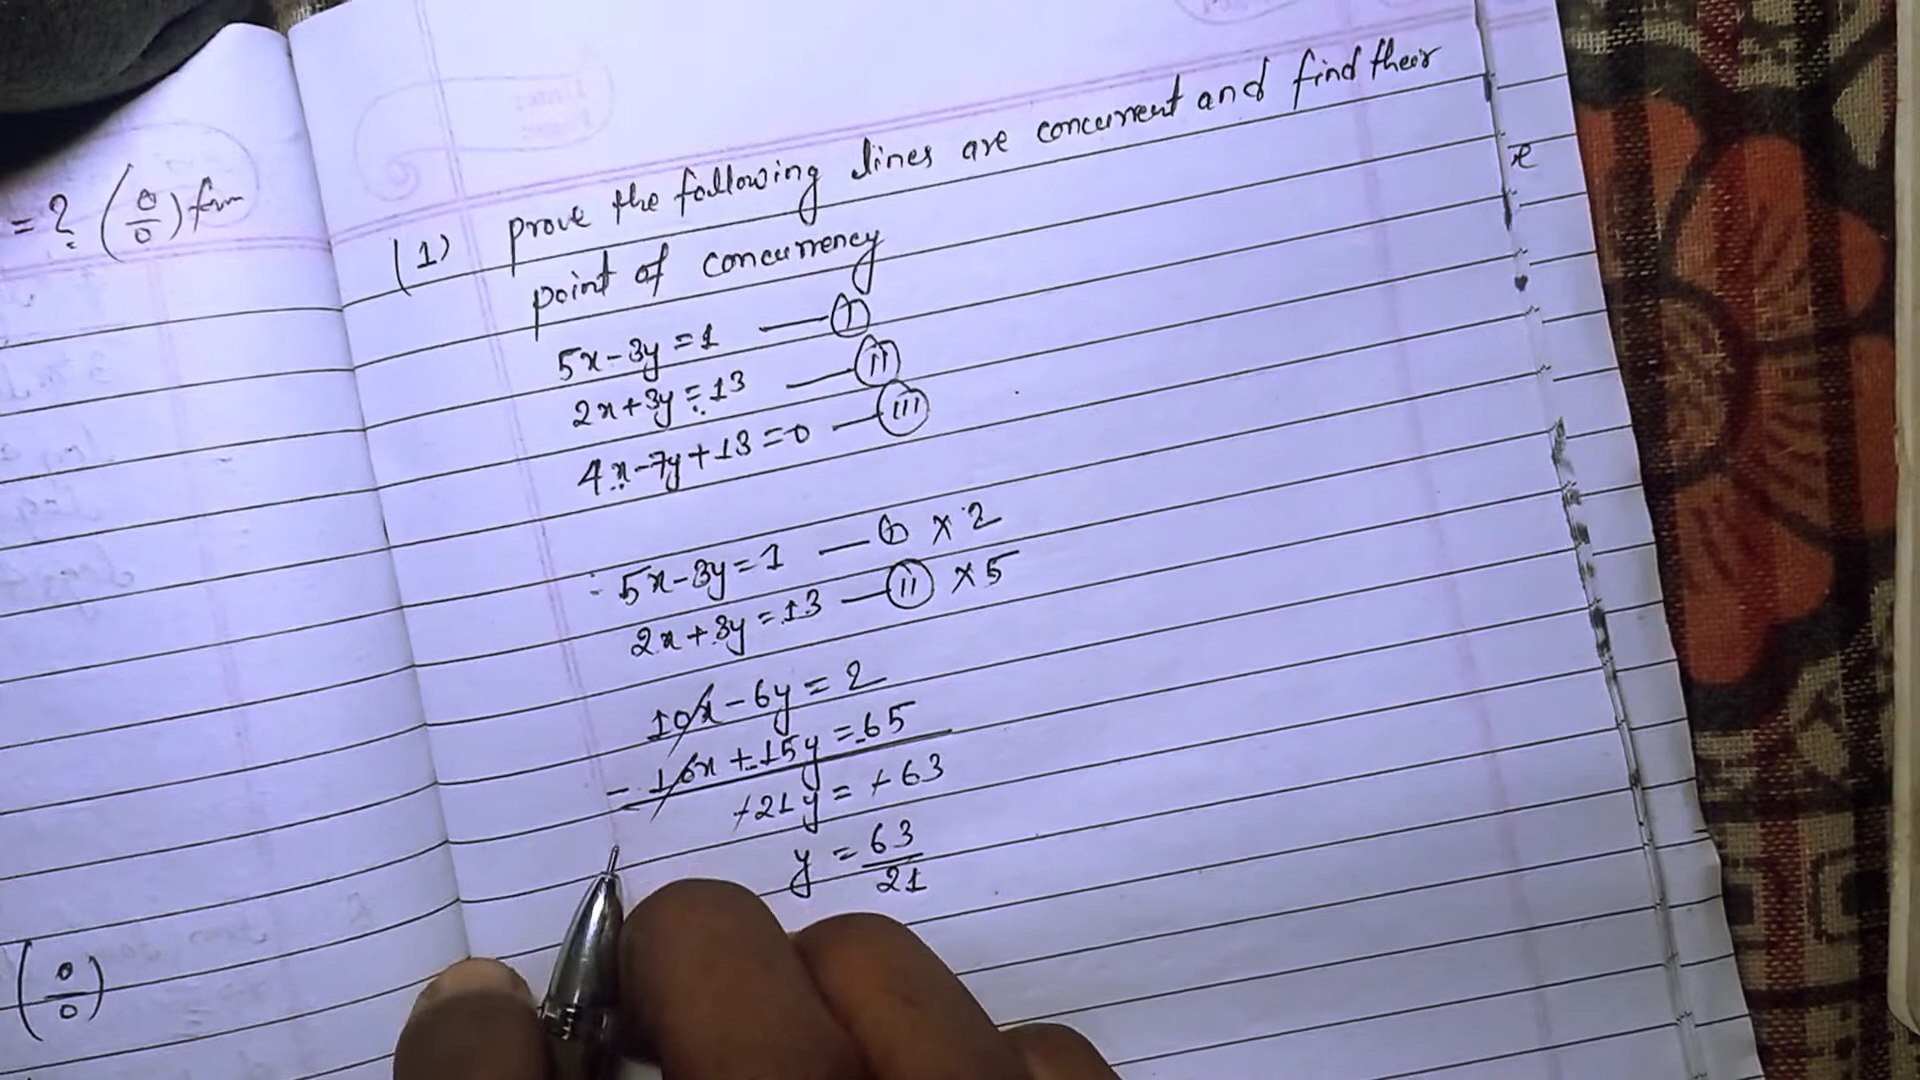 = ? (0/0) form
(0/0)
(1) prove the following lines are concurrent and find their
point of concurrency
5x-3y=1 — (I)
2x+3y=13 — (II)
4x-7y+13=0 — (III)
5x-3y=1 — (I) ×2
2x+3y=13 — (II) ×5
10x-6y=2
-10x+15y=65
+21y=+63
y=63/21